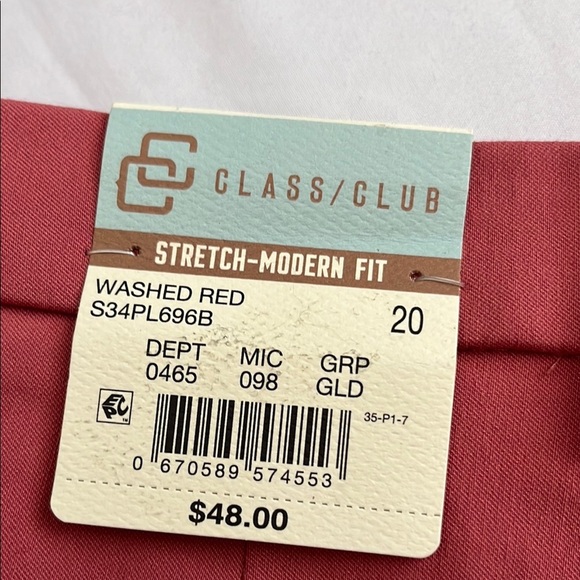 CLASS/CLUB
STRETCH-MODERN FIT
WASHED RED
S34PL696B
20
DEPT MIC GRP
0465 098 GLD
35-P1-7
0 670589 574553
$48.00